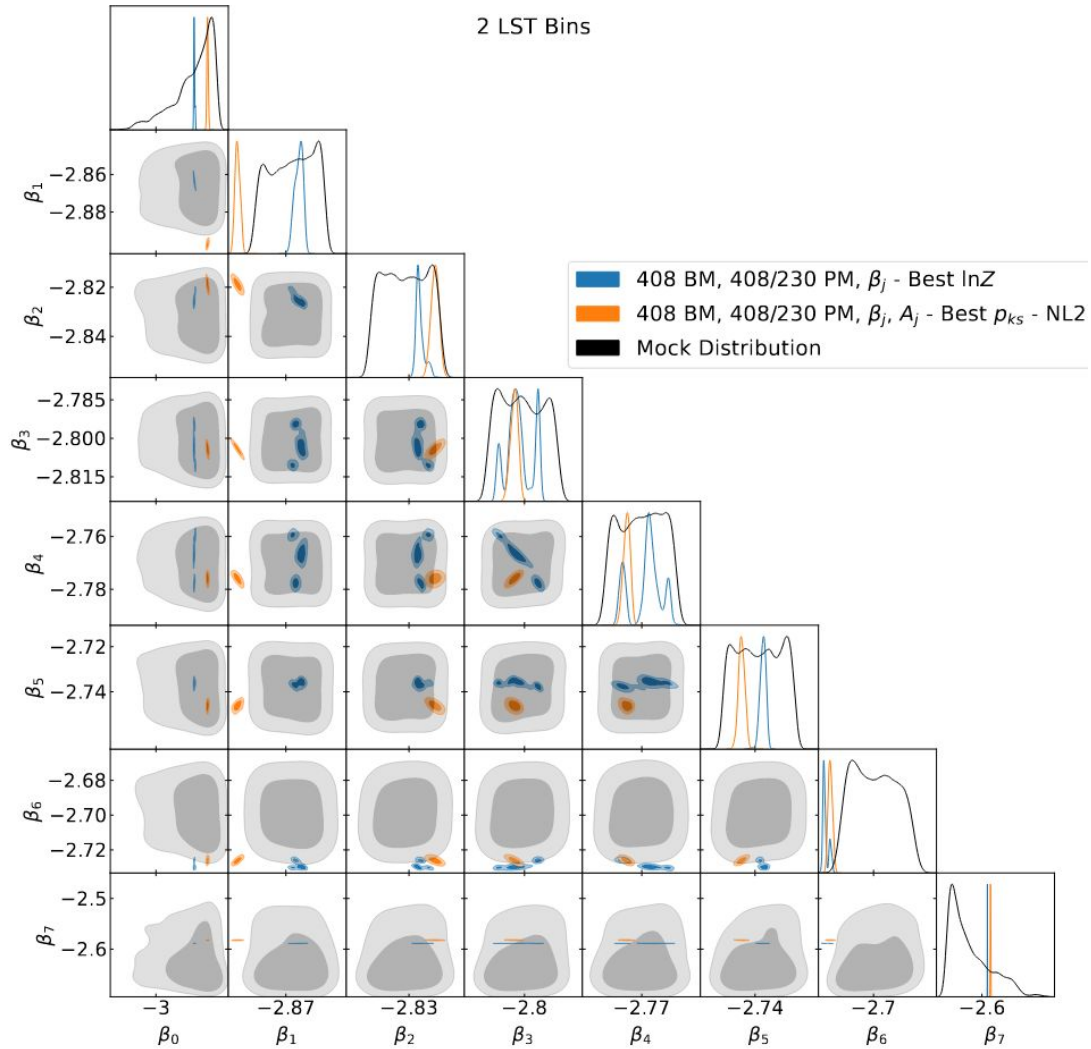 2 LST Bins
408 BM, 408/230 PM, β_j - Best lnZ
408 BM, 408/230 PM, β_j, A_j - Best p_ks - NL2
Mock Distribution
β_1
−2.86
−2.88
β_2
−2.82
−2.84
β_3
−2.785
−2.800
−2.815
β_4
−2.76
−2.78
β_5
−2.72
−2.74
β_6
−2.68
−2.70
−2.72
β_7
−2.5
−2.6
−3 −2.87 −2.83 −2.8 −2.77 −2.74 −2.7 −2.6
β_0 β_1 β_2 β_3 β_4 β_5 β_6 β_7